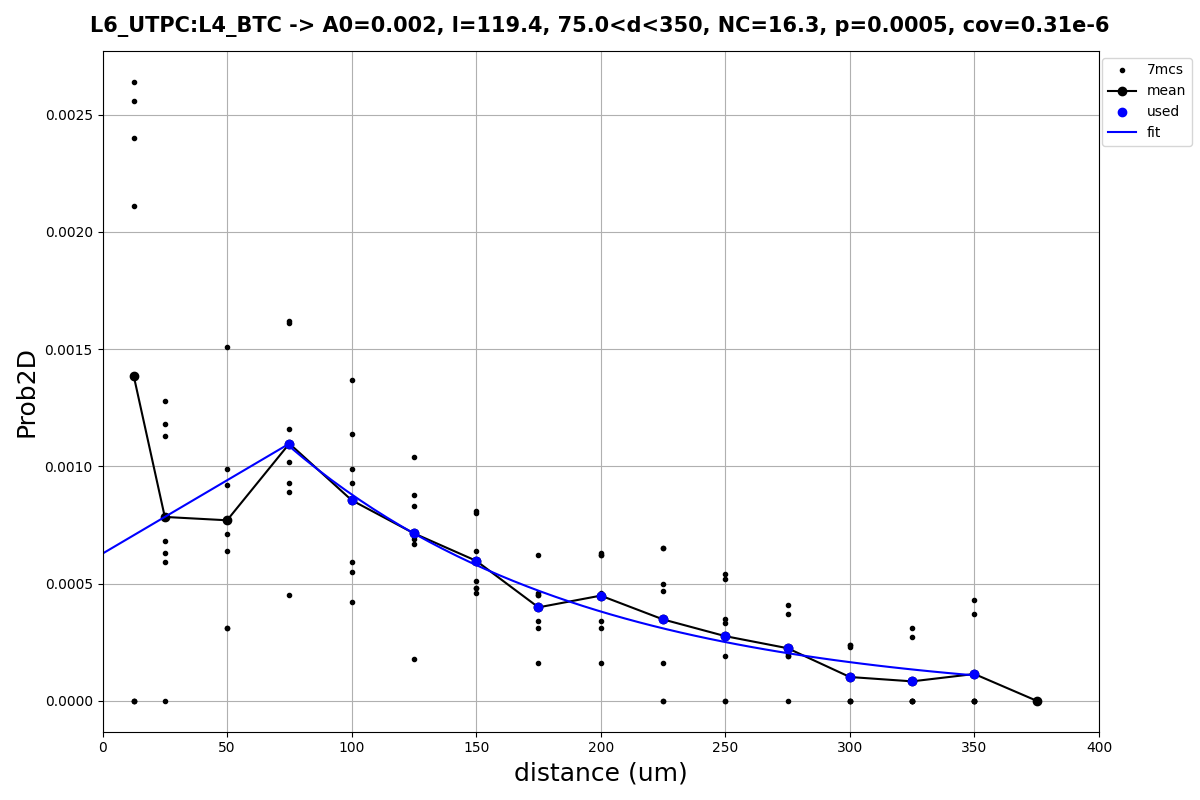 L6_UTPC:L4_BTC -> A0=0.002, l=119.4, 75.0<d<350, NC=16.3, p=0.0005, cov=0.31e-6
7mcs
mean
used
fit
0.0025
0.0020
0.0015
0.0010
0.0005
0.0000
Prob2D
0 50 100 150 200 250 300 350 400
distance (um)